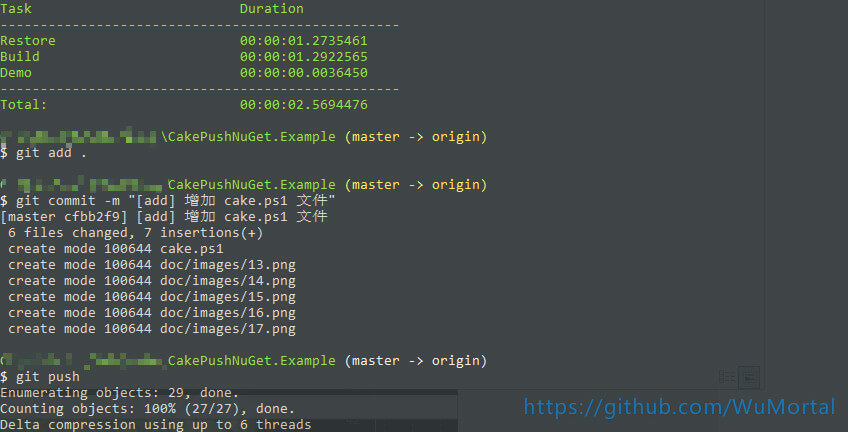 Task Duration
--------------------------------------------------
Restore 00:00:01.2735461
Build 00:00:01.2922565
Demo 00:00:00.0036450
--------------------------------------------------
Total: 00:00:02.5694476
\CakePushNuGet.Example (master -> origin)
$ git add .
CakePushNuGet.Example (master -> origin)
$ git commit -m "[add] 增加 cake.ps1 文件"
[master cfbb2f9] [add] 增加 cake.ps1 文件
6 files changed, 7 insertions(+)
create mode 100644 cake.ps1
create mode 100644 doc/images/13.png
create mode 100644 doc/images/14.png
create mode 100644 doc/images/15.png
create mode 100644 doc/images/16.png
create mode 100644 doc/images/17.png
CakePushNuGet.Example (master -> origin)
$ git push
Enumerating objects: 29, done.
Counting objects: 100% (27/27), done.
Delta compression using up to 6 threads
https://github.com/WuMortal